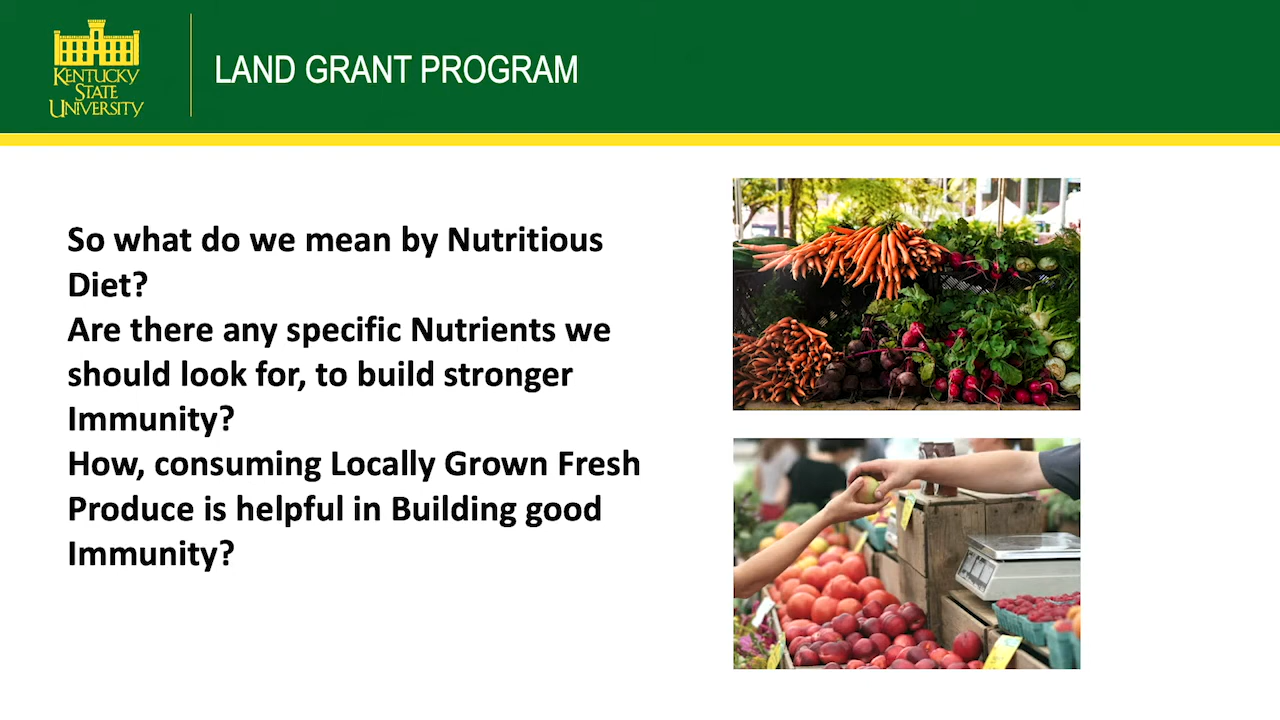 KENTUCKY
STATE
UNIVERSITY
LAND GRANT PROGRAM
So what do we mean by Nutritious
Diet?
Are there any specific Nutrients we
should look for, to build stronger
Immunity?
How, consuming Locally Grown Fresh
Produce is helpful in Building good
Immunity?